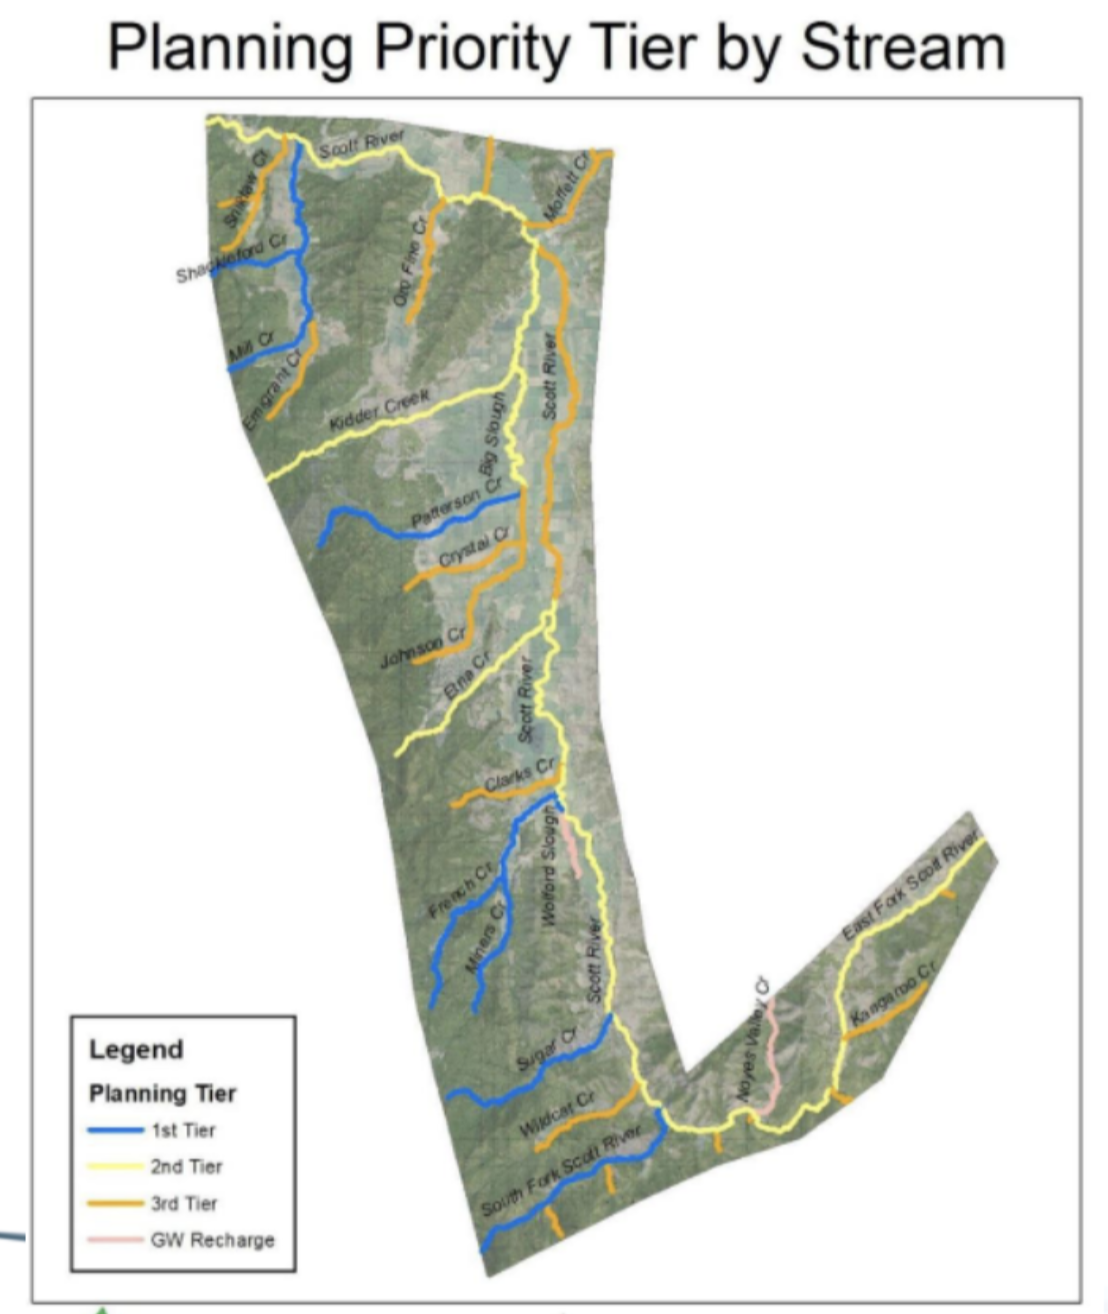 Planning Priority Tier by Stream
Scott River
Sniktaw Cr
Moffett Cr
Shackleford Cr
Oro Fino Cr
Mill Cr
Emigrant Cr
Scott River
Kidder Creek
Big Slough
Patterson Cr
Crystal Cr
Johnson Cr
Etna Cr
Scott River
Clarks Cr
Wolford Slough
French Cr
Miners Cr
Scott River
East Fork Scott River
Kangaroo Cr
Noyes Valley Cr
Sugar Cr
Wildcat Cr
South Fork Scott River
Legend
Planning Tier
1st Tier
2nd Tier
3rd Tier
GW Recharge